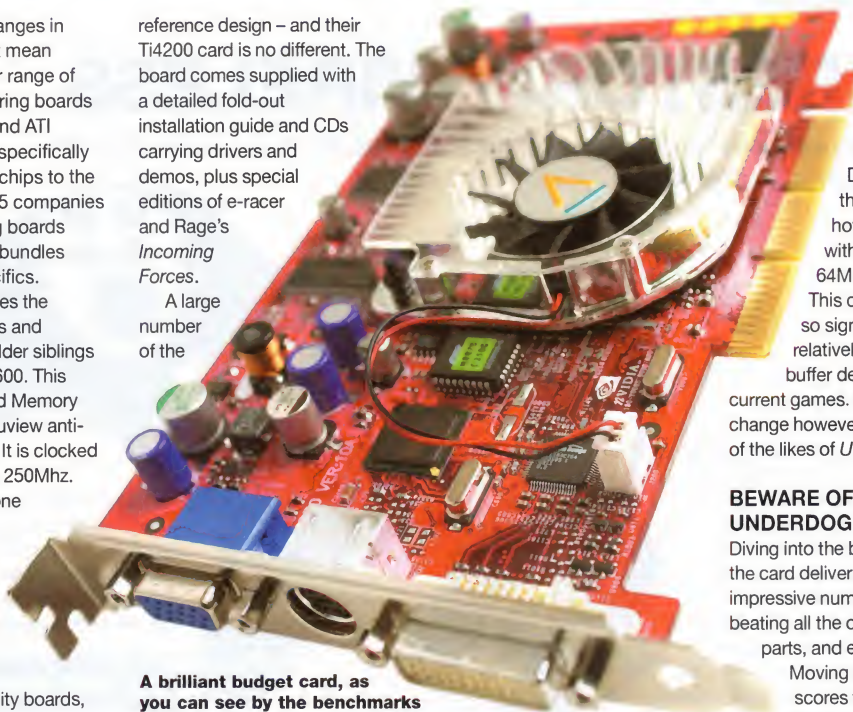 anges in
mean
r range of
ring boards
nd ATI
specifically
chips to the
5 companies
g boards
bundles
cifics.
es the
s and
lder siblings
600. This
d Memory
uview anti-
It is clocked
250Mhz.
one
ity boards,
reference design – and their
Ti4200 card is no different. The
board comes supplied with
a detailed fold-out
installation guide and CDs
carrying drivers and
demos, plus special
editions of e-racer
and Rage's
Incoming
Forces.
A large
number
of the
nVIDIA
A brilliant budget card, as
you can see by the benchmarks
D
th
ho
with
64M
This c
so sign
relatively
buffer de
current games.
change howeve
of the likes of U
BEWARE OF
UNDERDOG
Diving into the b
the card deliver
impressive num
beating all the c
parts, and e
Moving
scores